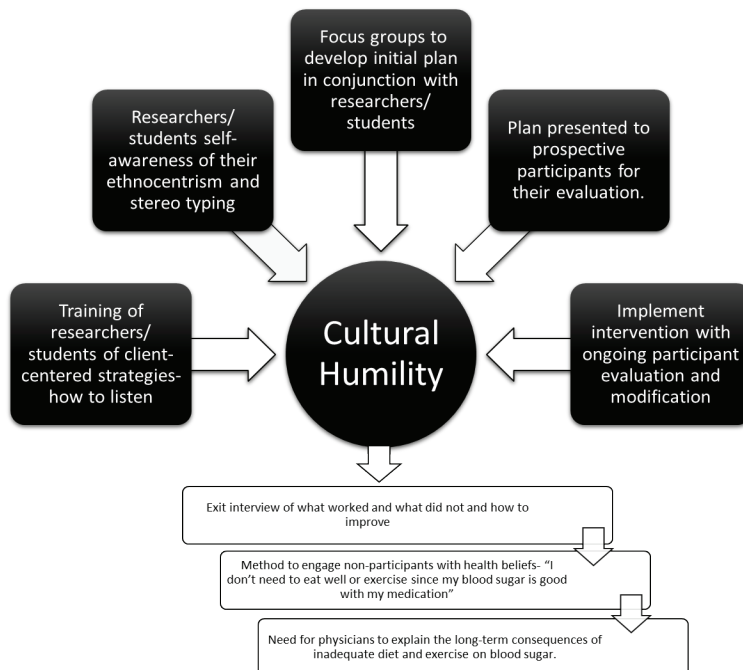 Focus groups to
develop initial plan
in conjunction with
researchers/
students
Researchers/
students self-
awareness of their
ethnocentrism and
stereo typing
Plan presented to
prospective
participants for
their evaluation.
Training of
researchers/
students of client-
centered strategies-
how to listen
Cultural
Humility
Implement
intervention with
ongoing participant
evaluation and
modification
Exit interview of what worked and what did not and how to
improve
Method to engage non-participants with health beliefs- “I
don’t need to eat well or exercise since my blood sugar is good
with my medication”
Need for physicians to explain the long-term consequences of
inadequate diet and exercise on blood sugar.